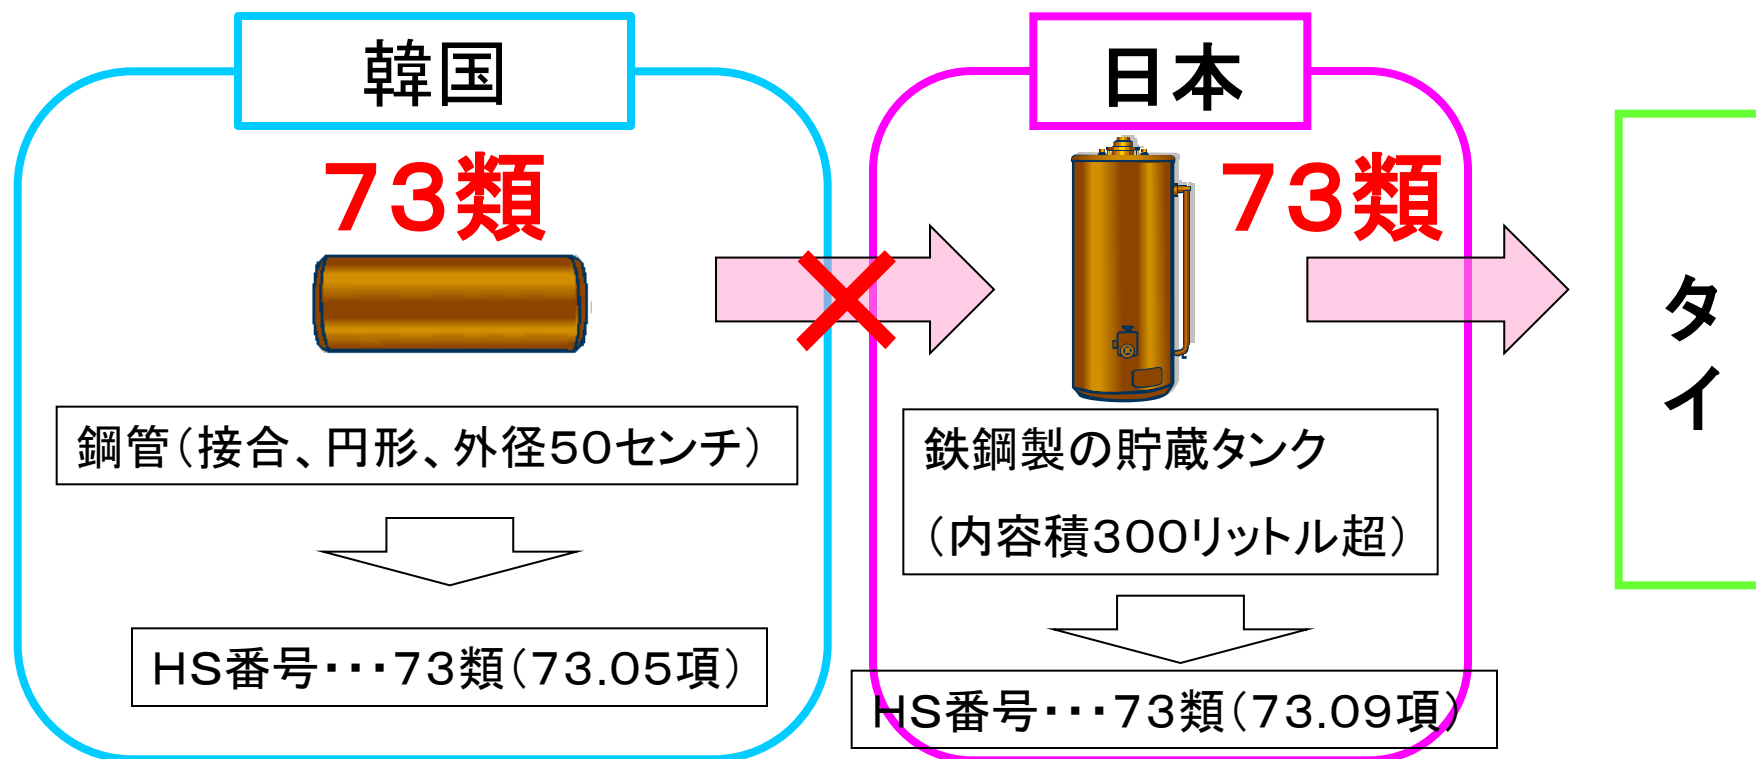 韓国
73類
鋼管（接合、円形、外径50センチ）
HS番号・・・73類（73.05項）
日本
73類
鉄鋼製の貯蔵タンク
（内容積300リットル超）
HS番号・・・73類（73.09項）
タイ